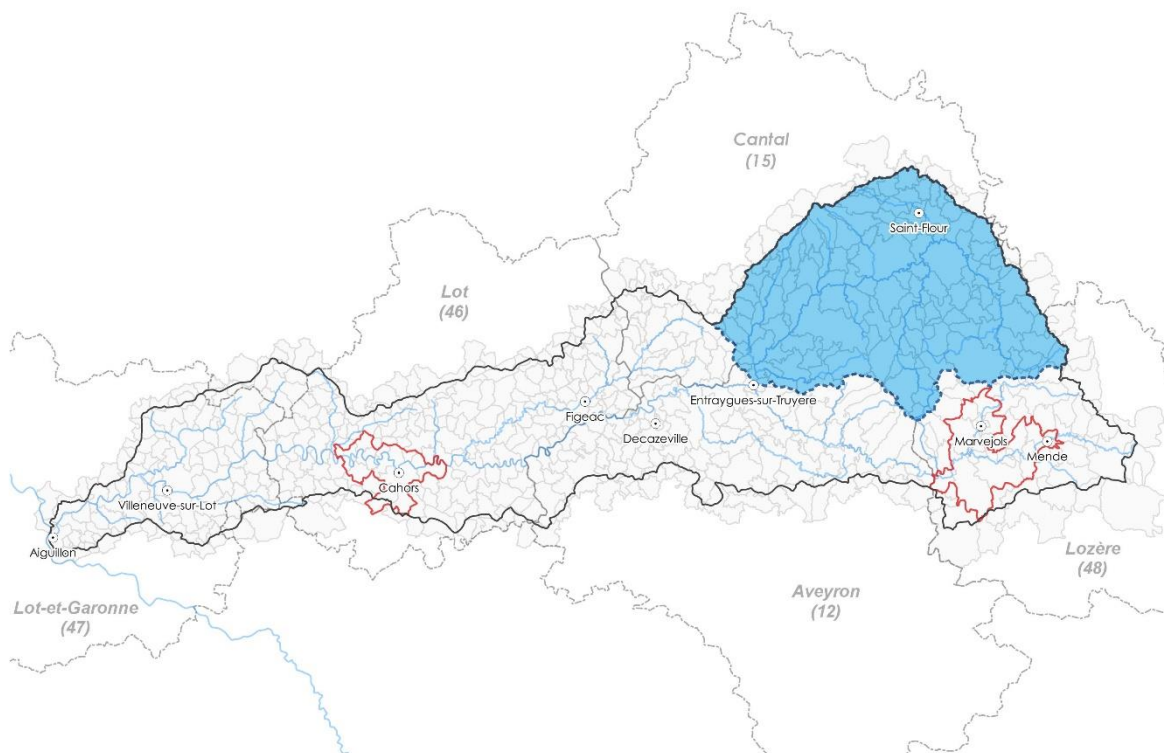 Cantal
(15)
Saint-Flour
Lot
(46)
Entraygues-sur-Truyere
Figeac
Decazeville
Marvejols
Mende
Cahors
Villeneuve-sur-Lot
Aiguillon
Lozère
(48)
Aveyron
(12)
Lot-et-Garonne
(47)